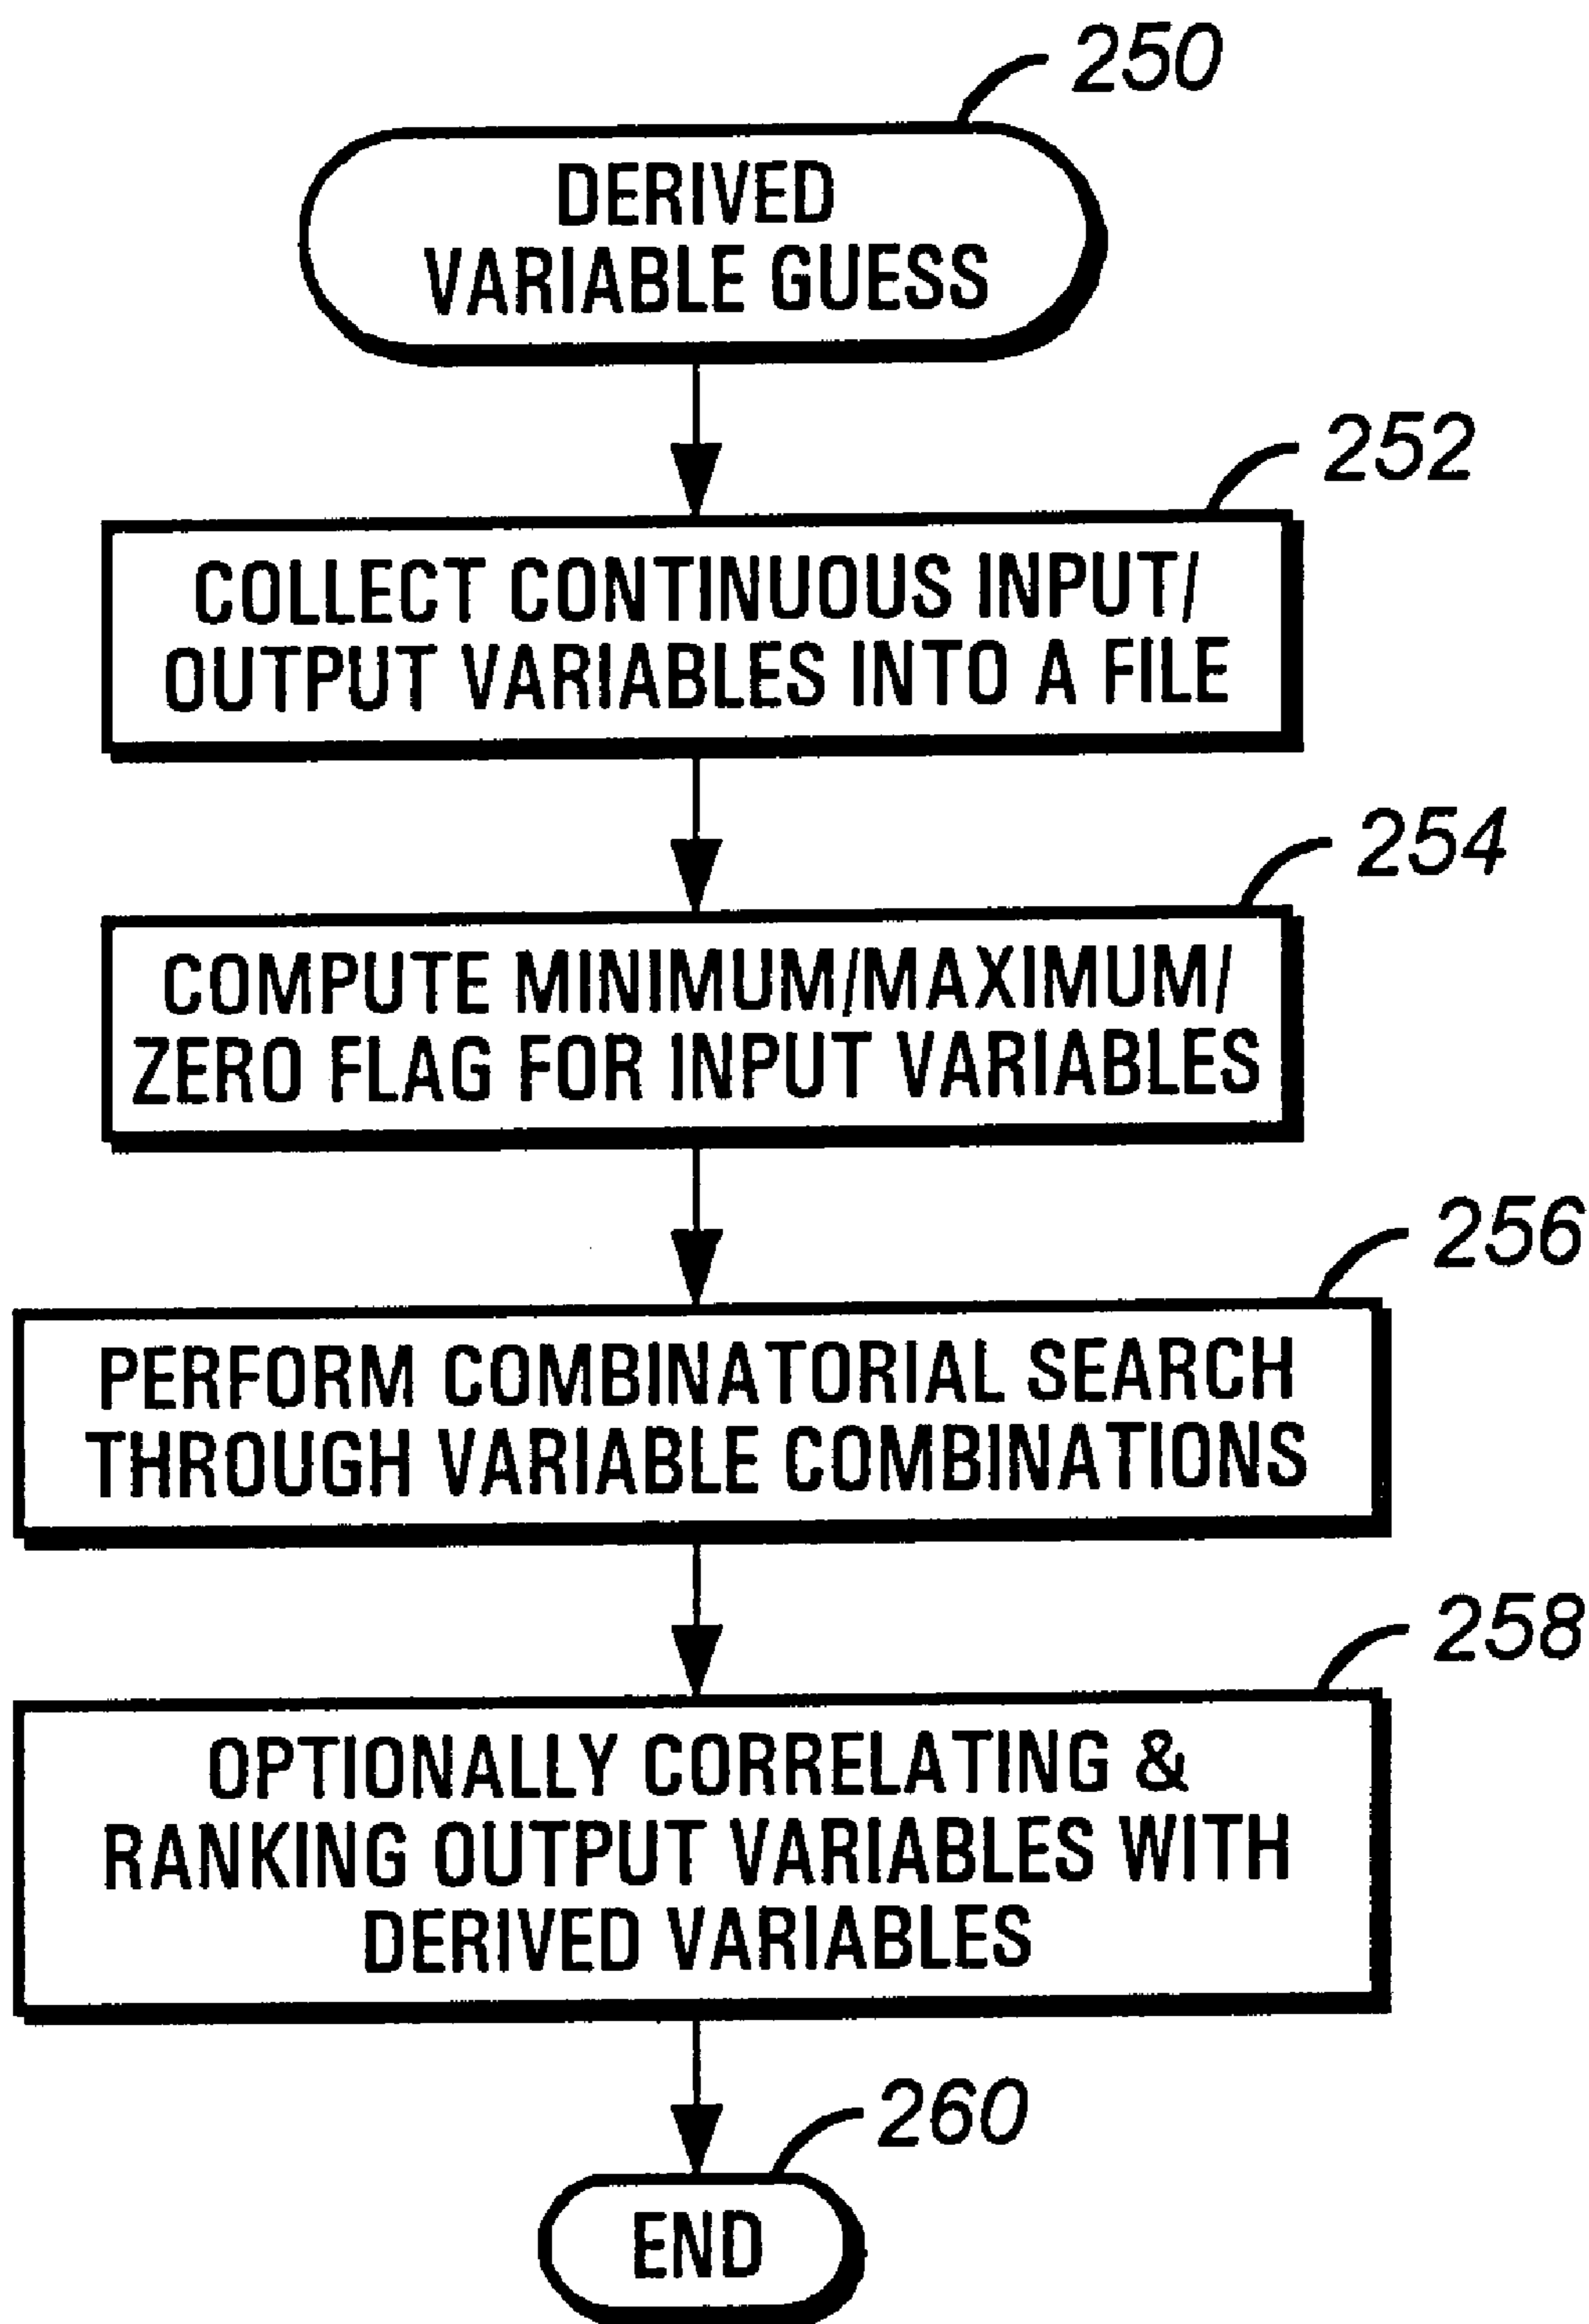 250
DERIVED
VARIABLE GUESS
252
COLLECT CONTINUOUS INPUT/
OUTPUT VARIABLES INTO A FILE
254
COMPUTE MINIMUM/MAXIMUM/
ZERO FLAG FOR INPUT VARIABLES
256
PERFORM COMBINATORIAL SEARCH
THROUGH VARIABLE COMBINATIONS
258
OPTIONALLY CORRELATING &
RANKING OUTPUT VARIABLES WITH
DERIVED VARIABLES
260
END